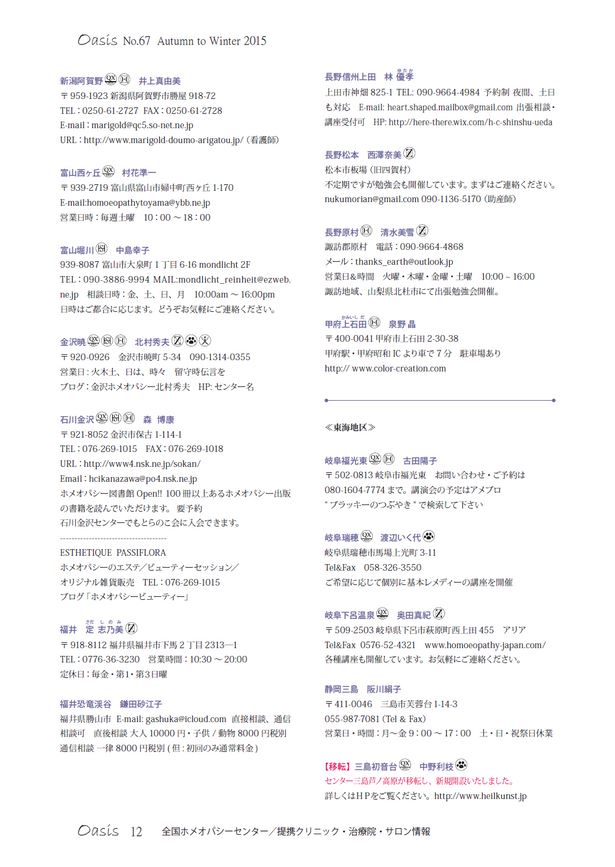 Oasis No.67 Autumn to Winter 2015
新潟阿賀野 井上真由美
〒959-1923 新潟県阿賀野市勝屋 918-72
TEL：0250-61-2727 FAX：0250-61-2728
E-mail：marigold@qc5.so-net.ne.jp
URL：http://www.marigold-doumo-arigatou.jp/（看護師）
富山西ヶ丘 村花準一
〒939-2719 富山県富山市婦中町西ヶ丘 1-170
E-mail:homoeopathytoyama@ybb.ne.jp
営業日時：毎週土曜 10：00 ～ 18：00
富山堀川 中島幸子
939-8087 富山市大泉町 1 丁目 6-16 mondlicht 2F
TEL：090-3886-9994 MAIL:mondlicht_reinheit@ezweb.
ne.jp 相談日時：金、土、日、月 10:00am ～ 16:00pm
日時はご都合に応じます。どうぞお気軽にご連絡ください。
金沢暁 北村秀夫
〒920-0926 金沢市暁町 5-34 090-1314-0355
営業日：火木土、日は、時々 留守時伝言を
ブログ：金沢ホメオパシー北村秀夫 HP: センター名
石川金沢 森 博康
〒921-8052 金沢市保古 1-114-1
TEL：076-269-1015 FAX：076-269-1018
URL：http://www4.nsk.ne.jp/sokan/
Email：hcikanazawa@po4.nsk.ne.jp
ホメオパシー図書館 Open!! 100 冊以上あるホメオパシー出版
の書籍を読んでいただけます。 要予約
石川金沢センターでもとらのこ会に入会できます。
------------------------------------
ESTHETIQUE PASSIFLORA
ホメオパシーのエステ／ビューティーセッション／
オリジナル雑貨販売 TEL：076-269-1015
ブログ「ホメオパシービューティー」
さだ しのみ
福井 定 志乃美
〒918-8112 福井県福井市下馬 2 丁目 2313—1
TEL：0776-36-3230 営業時間：10:30 ～ 20:00
定休日：毎金・第1・第3日曜
福井恐竜渓谷 鎌田砂江子
福井県勝山市 E-mail: gashuka@icloud.com 直接相談、通信
相談可 直接相談 大人 10000 円・子供 / 動物 8000 円税別
通信相談 一律 8000 円税別 ( 但 : 初回のみ通常料金 )
ゆたか
長野信州上田 林 優孝
上田市神畑 825-1 TEL: 090-9664-4984 予約制 夜間、土日
も対応 E-mail: heart.shaped.mailbox@gmail.com 出張相談・
講座受付可 HP: http://here-there.wix.com/h-c-shinshu-ueda
長野松本 西澤奈美
松本市板場（旧四賀村）
不定期ですが勉強会も開催しています。まずはご連絡ください。
nukumorian@gmail.com 090-1136-5170（助産師）
長野原村 清水美雪
諏訪郡原村 電話：090-9664-4868
メール：thanks_earth@outlook.jp
営業日&時間 火曜・木曜・金曜・土曜 10:00 ~ 16:00
諏訪地域、山梨県北杜市にて出張勉強会開催。
かみいし だ
甲府上石田 泉野 晶
〒400-0041 甲府市上石田 2-30-38
甲府駅・甲府昭和 IC より車で 7 分 駐車場あり
http:// www.color-creation.com
≪東海地区≫
岐阜福光東 古田陽子
〒502-0813 岐阜市福光東 お問い合わせ・ご予約は
080-1604-7774 まで。講演会の予定はアメブロ
" ブラッキーのつぶやき " で検索して下さい
岐阜瑞穂 渡辺いく代
岐阜県瑞穂市馬場上光町 3-11
Tel&Fax 058-326-3550
ご希望に応じて個別に基本レメディーの講座を開催
岐阜下呂温泉 奥田真紀
〒509-2503 岐阜県下呂市萩原町西上田 455 アリア
Tel&Fax 0576-52-4321 www.homoeopathy-japan.com/
各種講座も開催しています。お気軽にご連絡ください。
静岡三島 阪川絹子
〒411-0046 三島市芙蓉台 1-14-3
055-987-7081 (Tel & Fax)
営業日・時間：月～金 9：00 ～ 17：00 土・日・祝祭日休業
【移転】三島初音台 中野利枝
センター三島芦ノ高原が移転し、新規開設いたしました。
詳しくはＨＰをご覧ください。http://www.heilkunst.jp
Oasis 12 全国ホメオパシーセンター／提携クリニック・治療院・サロン情報